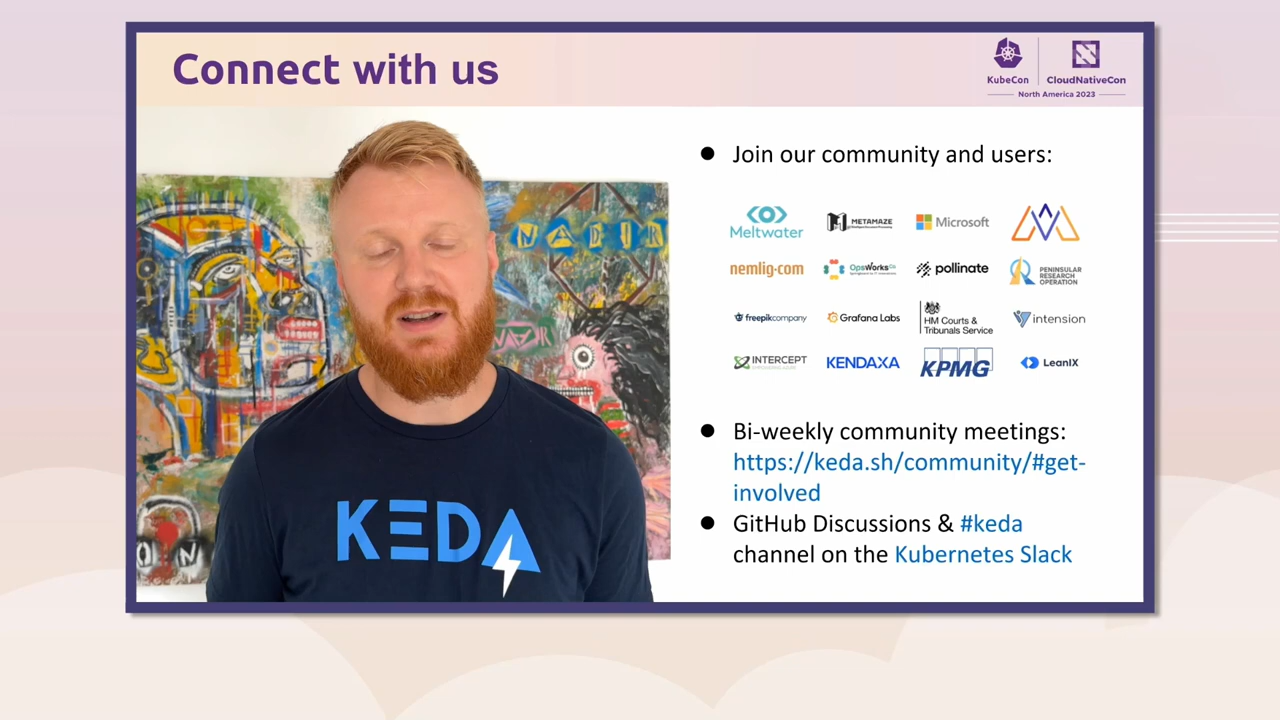 Connect with us
KubeCon
CloudNativeCon
North America 2023
NADIR
KEDA
● Join our community and users:
Meltwater
METAMAZE
Microsoft
nemlig.com
OpsWorks Co
pollinate
PENINSULAR
RESEARCH
OPERATION
freepikcompany
Grafana Labs
HM Courts &
Tribunals Service
intension
INTERCEPT
KENDAXA
KPMG
LeanIX
● Bi-weekly community meetings:
https://keda.sh/community/#get-
involved
● GitHub Discussions & #keda
channel on the Kubernetes Slack